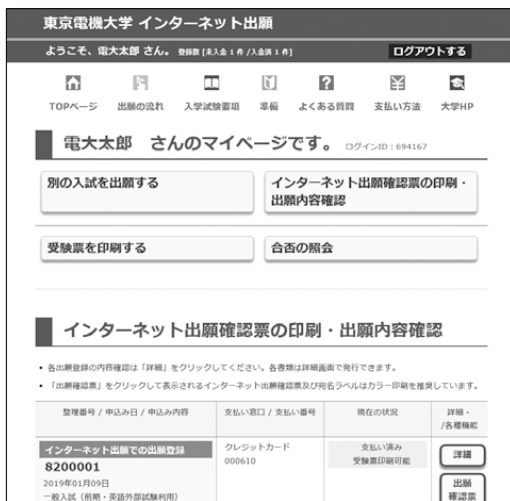 東京電機大学 インターネット出願
ようこそ、電大太郎 さん。 登録数 [未入金 1 件 /入金済 1 件]
ログアウトする
TOPページ 出願の流れ 入学試験要項 準備 よくある質問 支払い方法 大学HP
電大太郎 さんのマイページです。 ログインID：694167
別の入試を出願する
インターネット出願確認票の印刷・
出願内容確認
受験票を印刷する
合否の照会
インターネット出願確認票の印刷・出願内容確認
• 各出願登録の内容確認は「詳細」をクリックしてください。各書類は詳細画面で発行できます。
• 「出願確認票」をクリックして表示されるインターネット出願確認票及び宛名ラベルはカラー印刷を推奨しています。
整理番号 / 申込み日 / 申込み内容 支払い窓口 / 支払い番号 現在の状況 詳細・
/各種機能
インターネット出願での出願登録
8200001
2019年01月09日
一般入試（前期・英語外部試験利用）
クレジットカード
000610
支払い済み
受験票印刷可能
詳細
出願
確認票